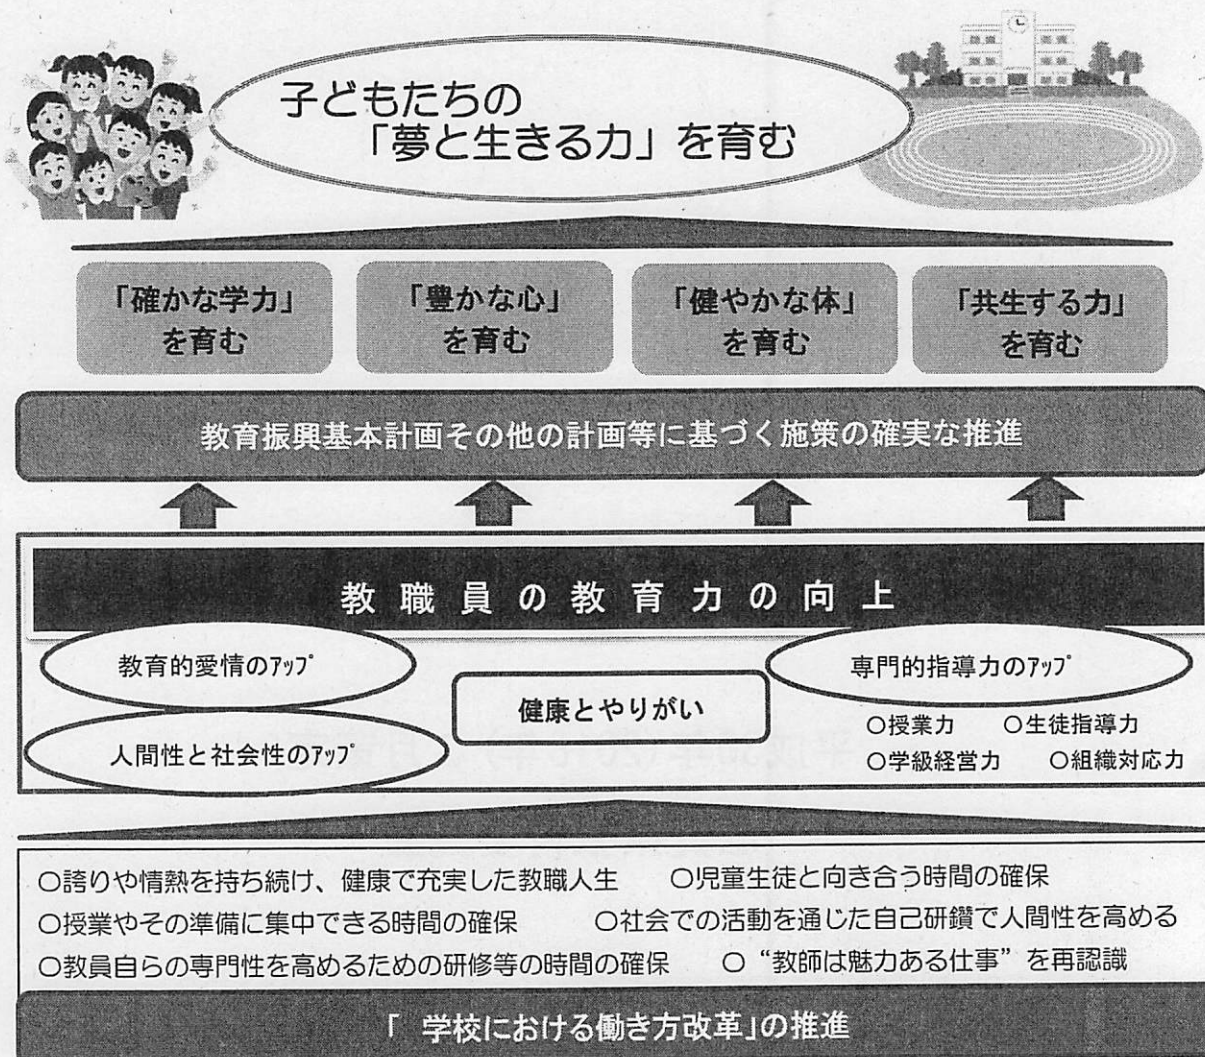 子どもたちの
「夢と生きる力」を育む
「確かな学力」
を育む
「豊かな心」
を育む
「健やかな体」
を育む
「共生する力」
を育む
教育振興基本計画その他の計画等に基づく施策の確実な推進
教職員の教育力の向上
教育的愛情のｱｯﾌﾟ
専門的指導力のｱｯﾌﾟ
健康とやりがい
○授業力 ○生徒指導力
人間性と社会性のｱｯﾌﾟ
○学級経営力 ○組織対応力
○誇りや情熱を持ち続け、健康で充実した教職人生 ○児童生徒と向き合う時間の確保
○授業やその準備に集中できる時間の確保 ○社会での活動を通じた自己研鑽で人間性を高める
○教員自らの専門性を高めるための研修等の時間の確保 ○ “教師は魅力ある仕事”を再認識
「 学校における働き方改革」の推進